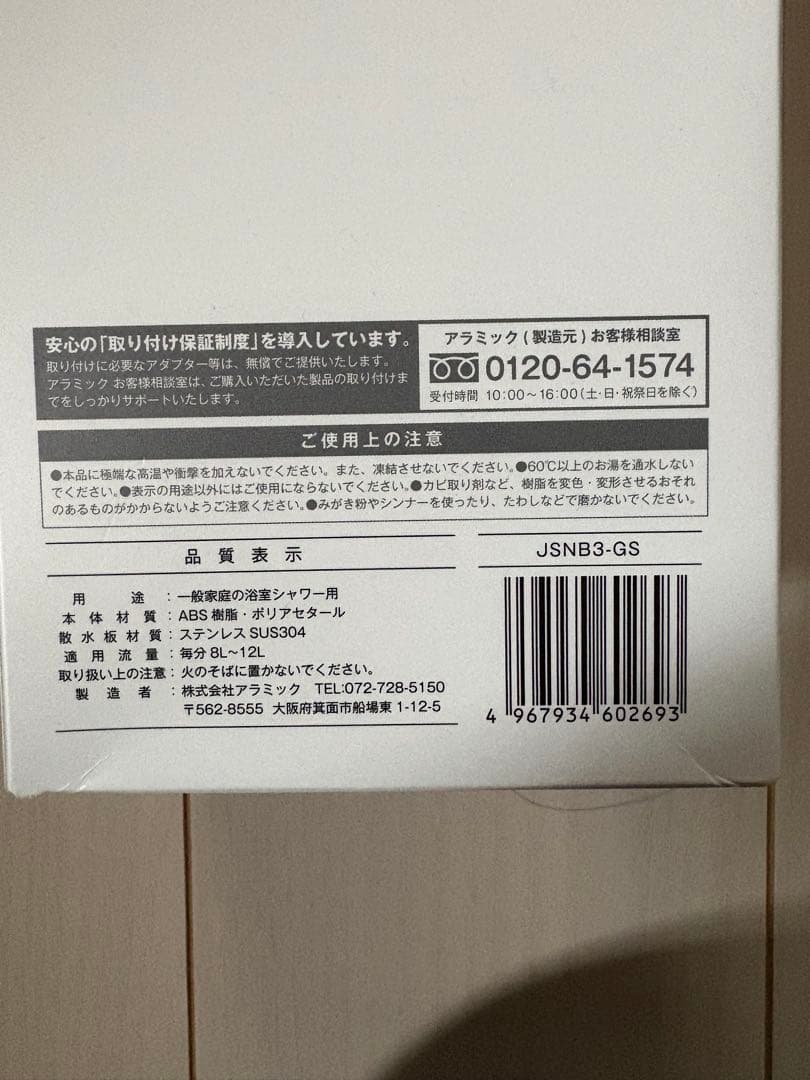 安心の「取り付け保証制度」を導入しています。
取り付けに必要なアダプター等は、無償でご提供いたします。
アラミック お客様相談室は、ご購入いただいた製品の取り付けま
でをしっかりサポートいたします。
アラミック(製造元)お客様相談室
0120-64-1574
受付時間 10:00〜16:00(土・日・祝祭日を除く)
ご使用上の注意
●本品に極端な高温や衝撃を加えないでください。また、凍結させないでください。●60℃以上のお湯を通水しない
でください。●表示の用途以外にはご使用にならないでください。●カビ取り剤など、樹脂を変色・変形させるおそれ
のあるものがかからないようご注意ください。●みがき粉やシンナーを使ったり、たわしなどで磨かないでください。
品質表示
用途:一般家庭の浴室シャワー用
本体材質:ABS樹脂・ポリアセタール
散水板材質:ステンレス SUS304
適用流量:毎分 8L〜12L
取り扱い上の注意:火のそばに置かないでください。
製造者:株式会社アラミック TEL:072-728-5150
〒562-8555 大阪府箕面市船場東 1-12-5
JSNB3-GS
4 967934 602693